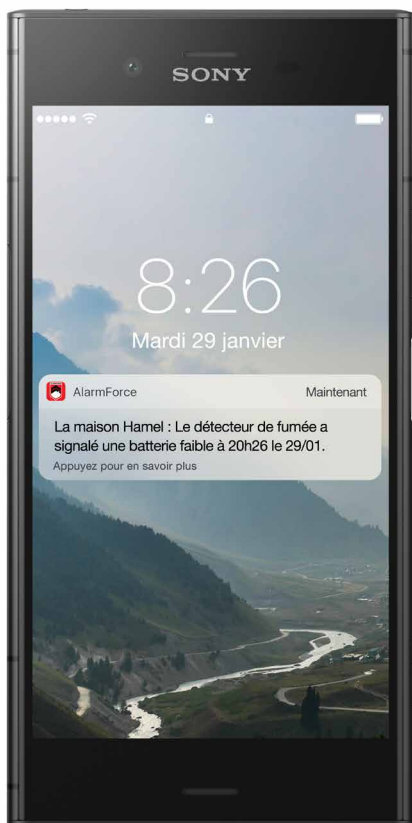 SONY
8:26
Mardi 29 janvier
AlarmForce
Maintenant
La maison Hamel : Le détecteur de fumée a
signalé une batterie faible à 20h26 le 29/01.
Appuyez pour en savoir plus